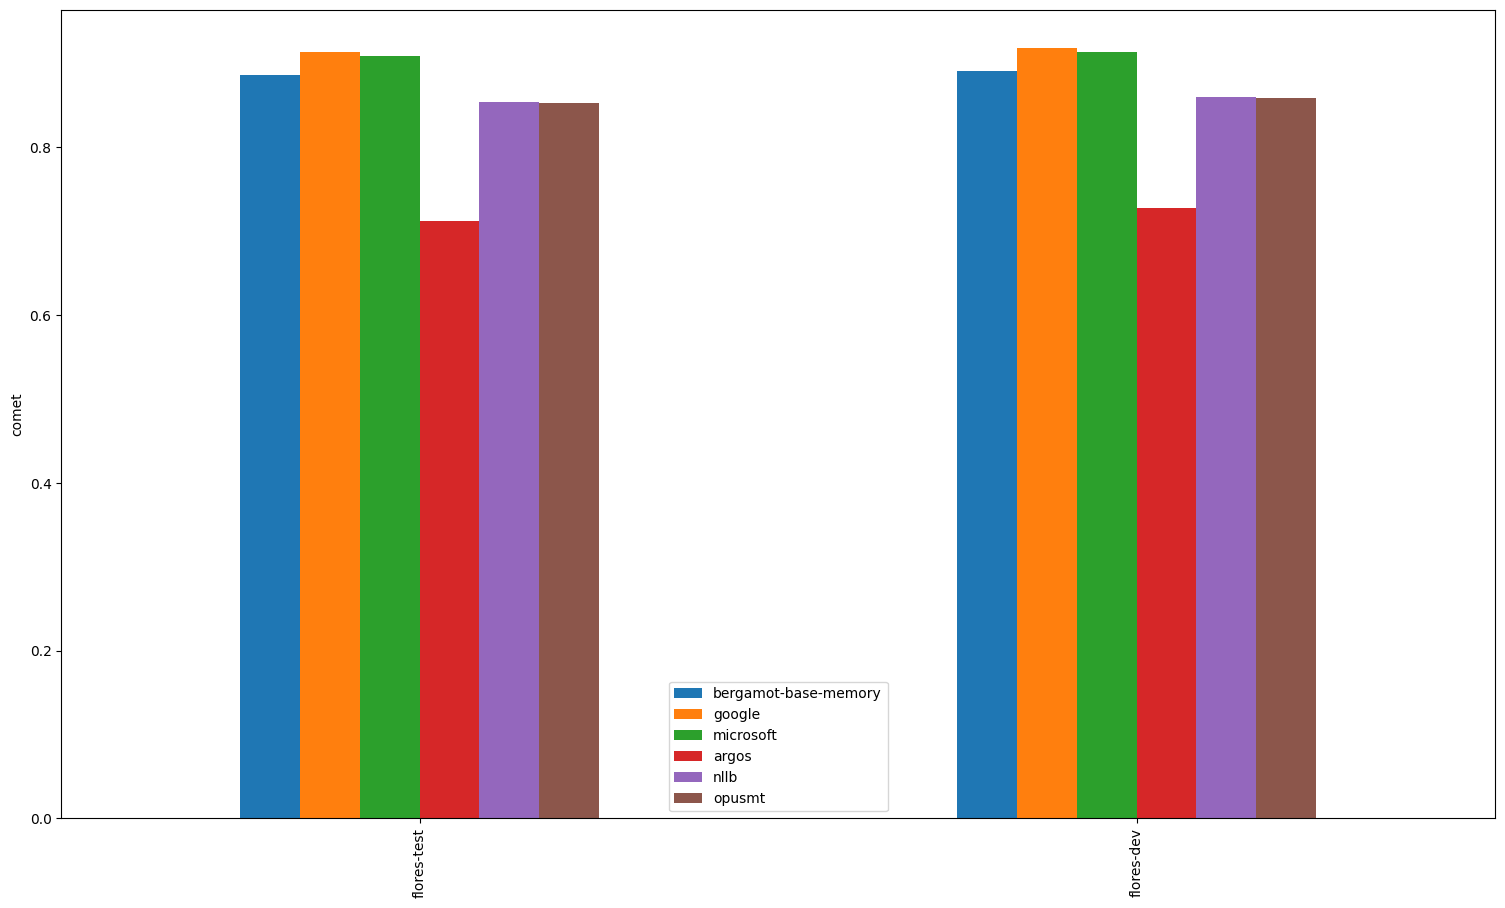 comet
0.8
0.6
0.4
0.2
0.0
bergamot-base-memory
google
microsoft
argos
nllb
opusmt
flores-test
flores-dev